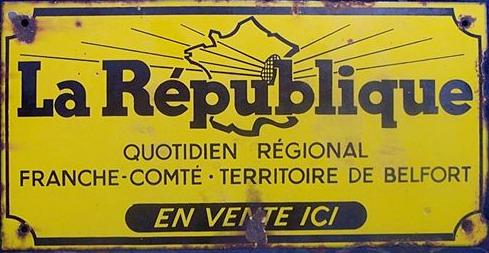 La République
QUOTIDIEN RÉGIONAL
FRANCHE-COMTÉ · TERRITOIRE DE BELFORT
EN VENTE ICI